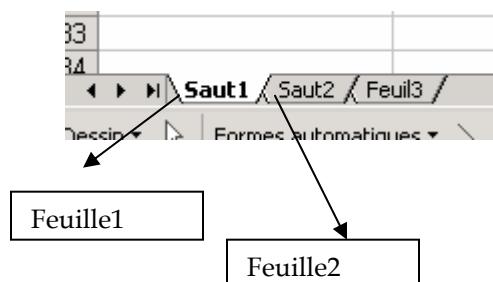 33
34
Saut1 Saut2 Feuil3
Dessin Formes automatiques
Feuille1
Feuille2